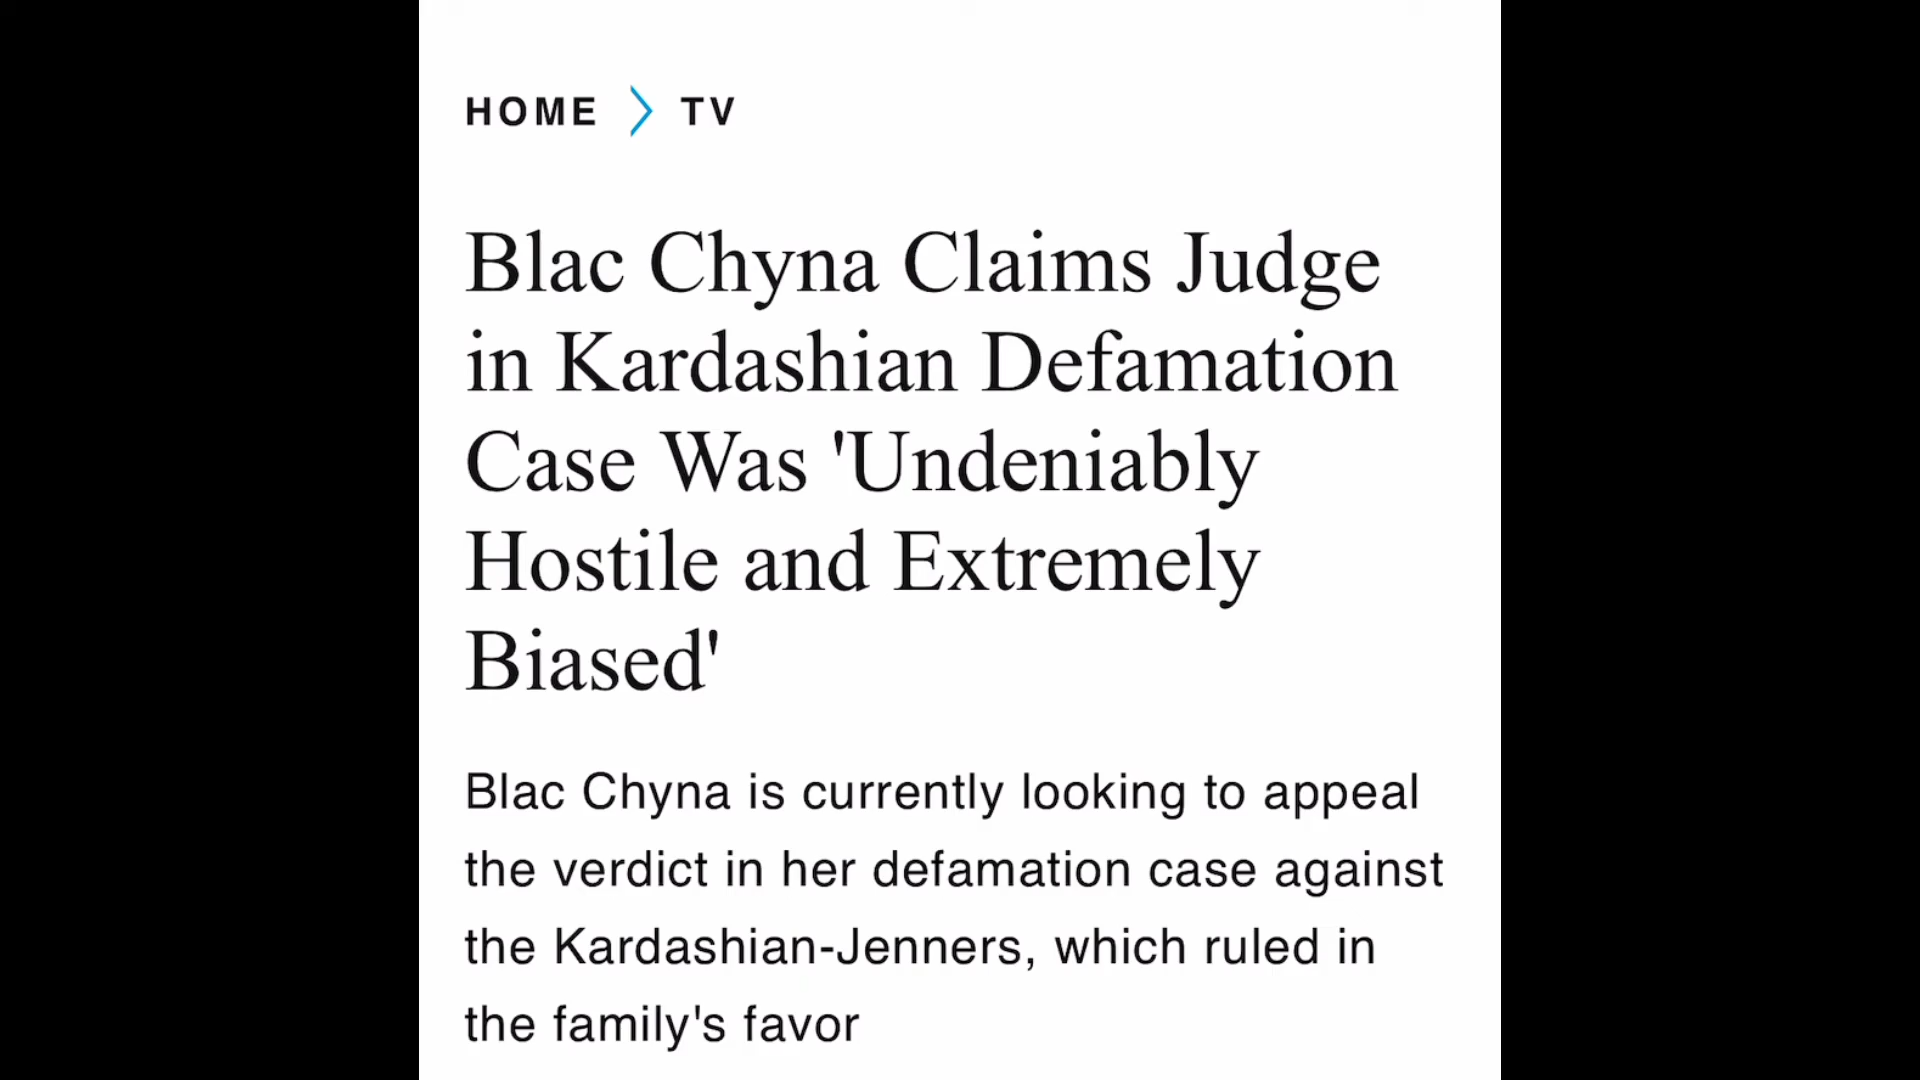 HOME > TV
Blac Chyna Claims Judge
in Kardashian Defamation
Case Was 'Undeniably
Hostile and Extremely
Biased'
Blac Chyna is currently looking to appeal
the verdict in her defamation case against
the Kardashian-Jenners, which ruled in
the family's favor